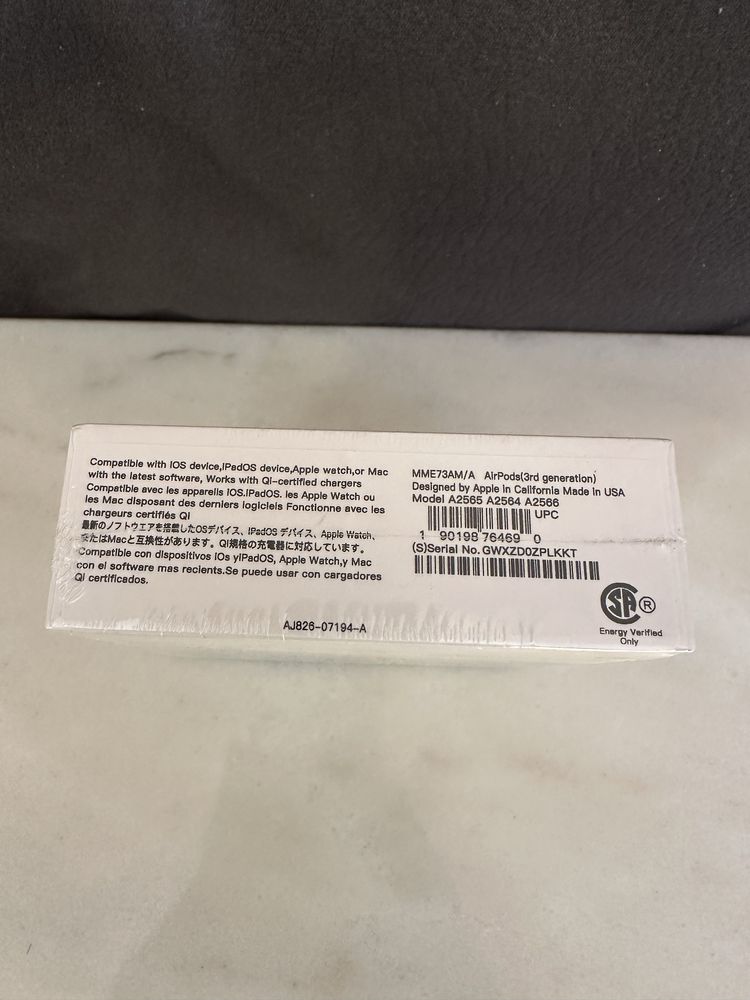 Compatible with IOS device,iPadOS device,Apple watch,or Mac
with the latest software, Works with QI-certified chargers
Compatible avec les apparells IOS.IPadOS. les Apple Watch ou
les Mac disposant des derniers logiciels Fonctionne avec les
chargeurs certifiés QI
最新のソフトウエアを搭載したOSデバイス、IPadOS デバイス、Apple Watch、
またはMacと互換性があります。QI規格の充電器に対応しています。
Compatible con dispositivos IOs yIPadOS, Apple Watch,y Mac
con el software mas recients.Se puede usar con cargadores
QI certificados.
AJ826-07194-A
MME73AM/A AirPods(3rd generation)
Designed by Apple in California Made in USA
Model A2565 A2564 A2566
UPC
1 90198 76469 0
(S)Serial No. GWXZD0ZPLKKT
SA ®
Energy Verified
Only